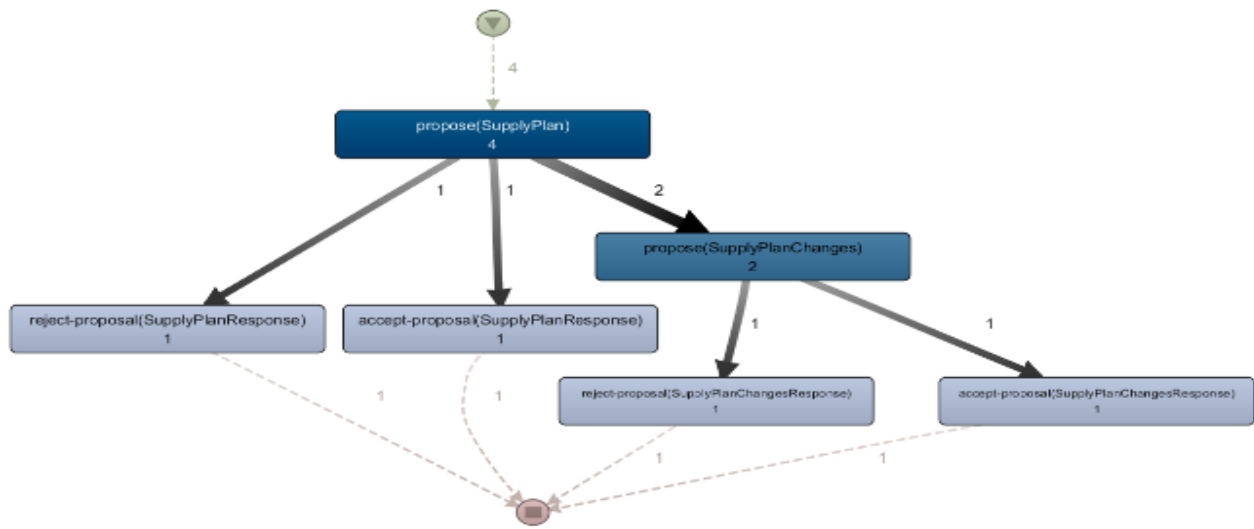 4
propose(SupplyPlan)
4
1
1
2
propose(SupplyPlanChanges)
2
reject-proposal(SupplyPlanResponse)
1
accept-proposal(SupplyPlanResponse)
1
1
1
reject-proposal(SupplyPlanChangesResponse)
1
accept-proposal(SupplyPlanChangesResponse)
1
1
1
1
1